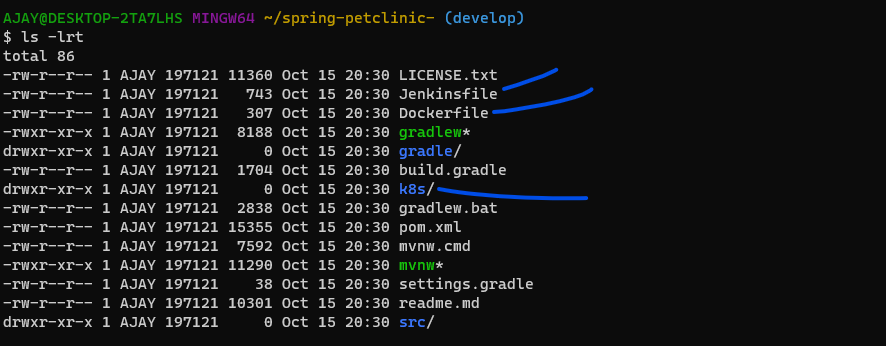 AJAY@DESKTOP-2TA7LHS MINGW64 ~/spring-petclinic- (develop)
$ ls -lrt
total 86
-rw-r--r-- 1 AJAY 197121 11360 Oct 15 20:30 LICENSE.txt
-rw-r--r-- 1 AJAY 197121   743 Oct 15 20:30 Jenkinsfile
-rw-r--r-- 1 AJAY 197121   307 Oct 15 20:30 Dockerfile
-rwxr-xr-x 1 AJAY 197121  8188 Oct 15 20:30 gradlew*
drwxr-xr-x 1 AJAY 197121     0 Oct 15 20:30 gradle/
-rw-r--r-- 1 AJAY 197121  1704 Oct 15 20:30 build.gradle
drwxr-xr-x 1 AJAY 197121     0 Oct 15 20:30 k8s/
-rw-r--r-- 1 AJAY 197121  2838 Oct 15 20:30 gradlew.bat
-rw-r--r-- 1 AJAY 197121 15355 Oct 15 20:30 pom.xml
-rw-r--r-- 1 AJAY 197121  7592 Oct 15 20:30 mvnw.cmd
-rwxr-xr-x 1 AJAY 197121 11290 Oct 15 20:30 mvnw*
-rw-r--r-- 1 AJAY 197121    38 Oct 15 20:30 settings.gradle
-rw-r--r-- 1 AJAY 197121 10301 Oct 15 20:30 readme.md
drwxr-xr-x 1 AJAY 197121     0 Oct 15 20:30 src/